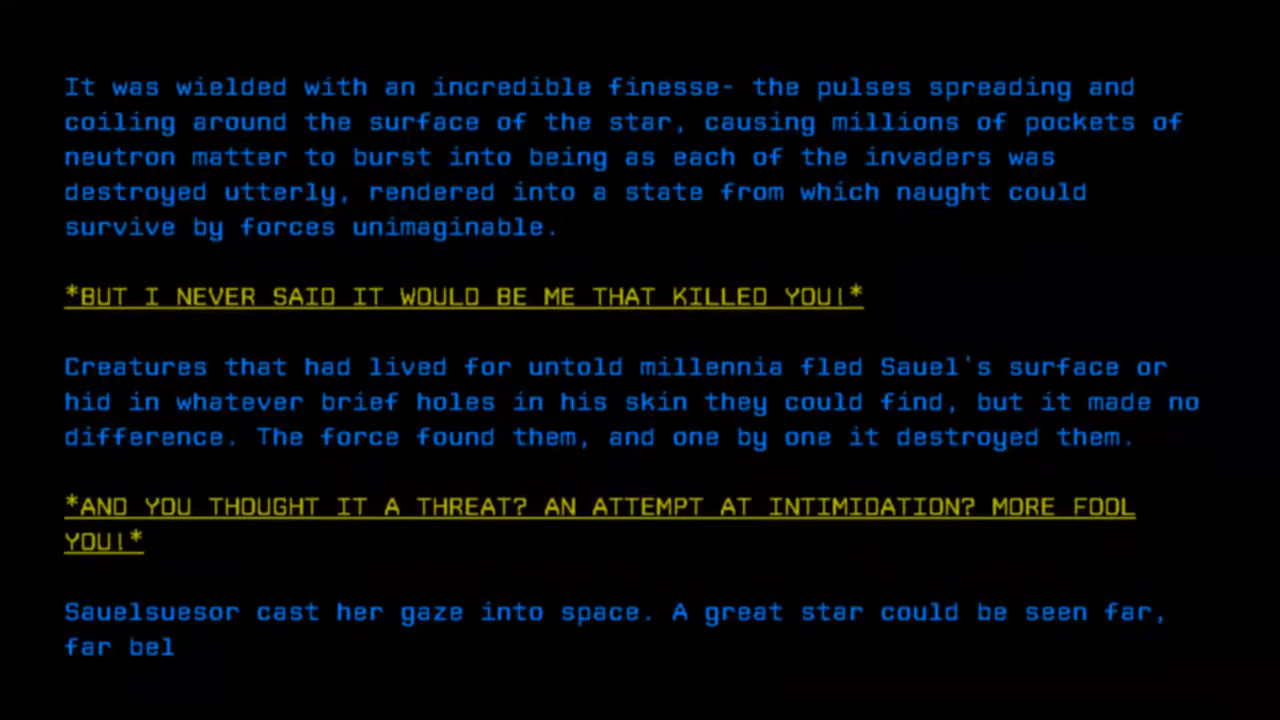 It was wielded with an incredible finesse- the pulses spreading and
coiling around the surface of the star, causing millions of pockets of
neutron matter to burst into being as each of the invaders was
destroyed utterly, rendered into a state from which naught could
survive by forces unimaginable.
*BUT I NEVER SAID IT WOULD BE ME THAT KILLED YOU!*
Creatures that had lived for untold millennia fled Sauel's surface or
hid in whatever brief holes in his skin they could find, but it made no
difference. The force found them, and one by one it destroyed them.
*AND YOU THOUGHT IT A THREAT? AN ATTEMPT AT INTIMIDATION? MORE FOOL
YOU!*
Sauelsuesor cast her gaze into space. A great star could be seen far,
far bel